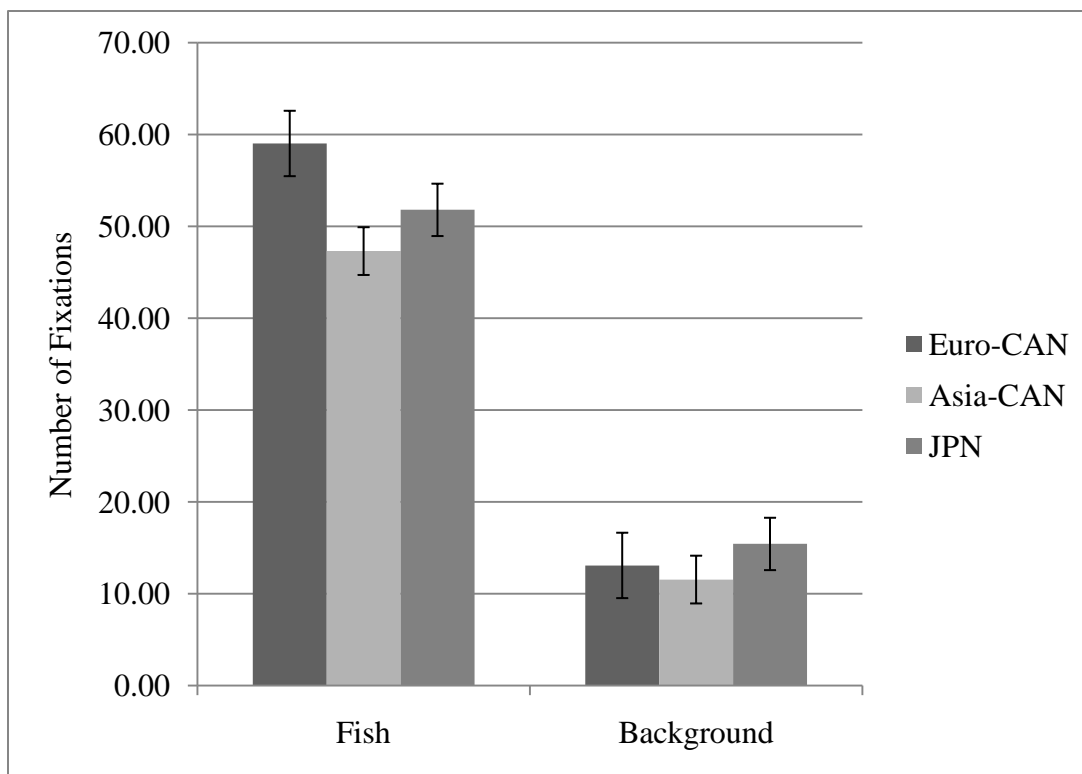 70.00
60.00
50.00
40.00
30.00
20.00
10.00
0.00
Number of Fixations
Fish
Background
Euro-CAN
Asia-CAN
JPN